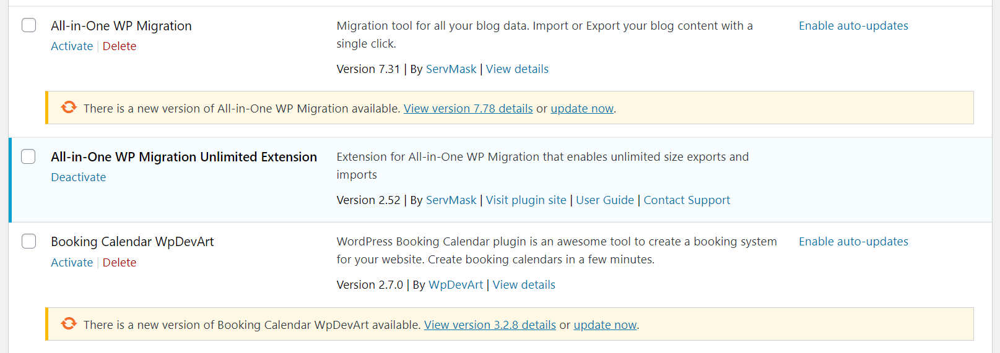 All-in-One WP Migration
Activate | Delete
Migration tool for all your blog data. Import or Export your blog content with a
single click.
Version 7.31 | By ServMask | View details
Enable auto-updates
There is a new version of All-in-One WP Migration available. View version 7.78 details or update now.
All-in-One WP Migration Unlimited Extension
Deactivate
Extension for All-in-One WP Migration that enables unlimited size exports and
imports
Version 2.52 | By ServMask | Visit plugin site | User Guide | Contact Support
Booking Calendar WpDevArt
Activate | Delete
WordPress Booking Calendar plugin is an awesome tool to create a booking system
for your website. Create booking calendars in a few minutes.
Version 2.7.0 | By WpDevArt | View details
Enable auto-updates
There is a new version of Booking Calendar WpDevArt available. View version 3.2.8 details or update now.